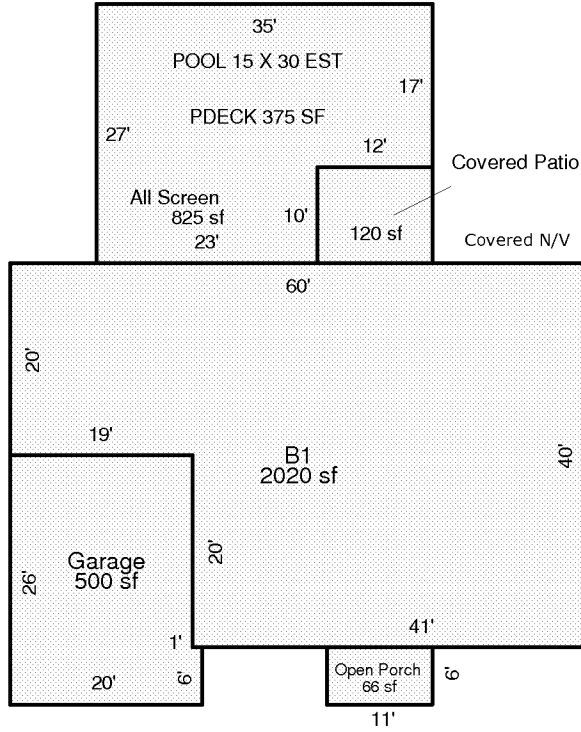 35'
POOL 15 X 30 EST
17'
PDECK 375 SF
27'
12'
Covered Patio
All Screen
825 sf
10'
120 sf
23'
Covered N/V
60'
20'
19'
B1
2020 sf
40'
20'
Garage
500 sf
26'
41'
1'
Open Porch
66 sf
6'
6'
20'
11'